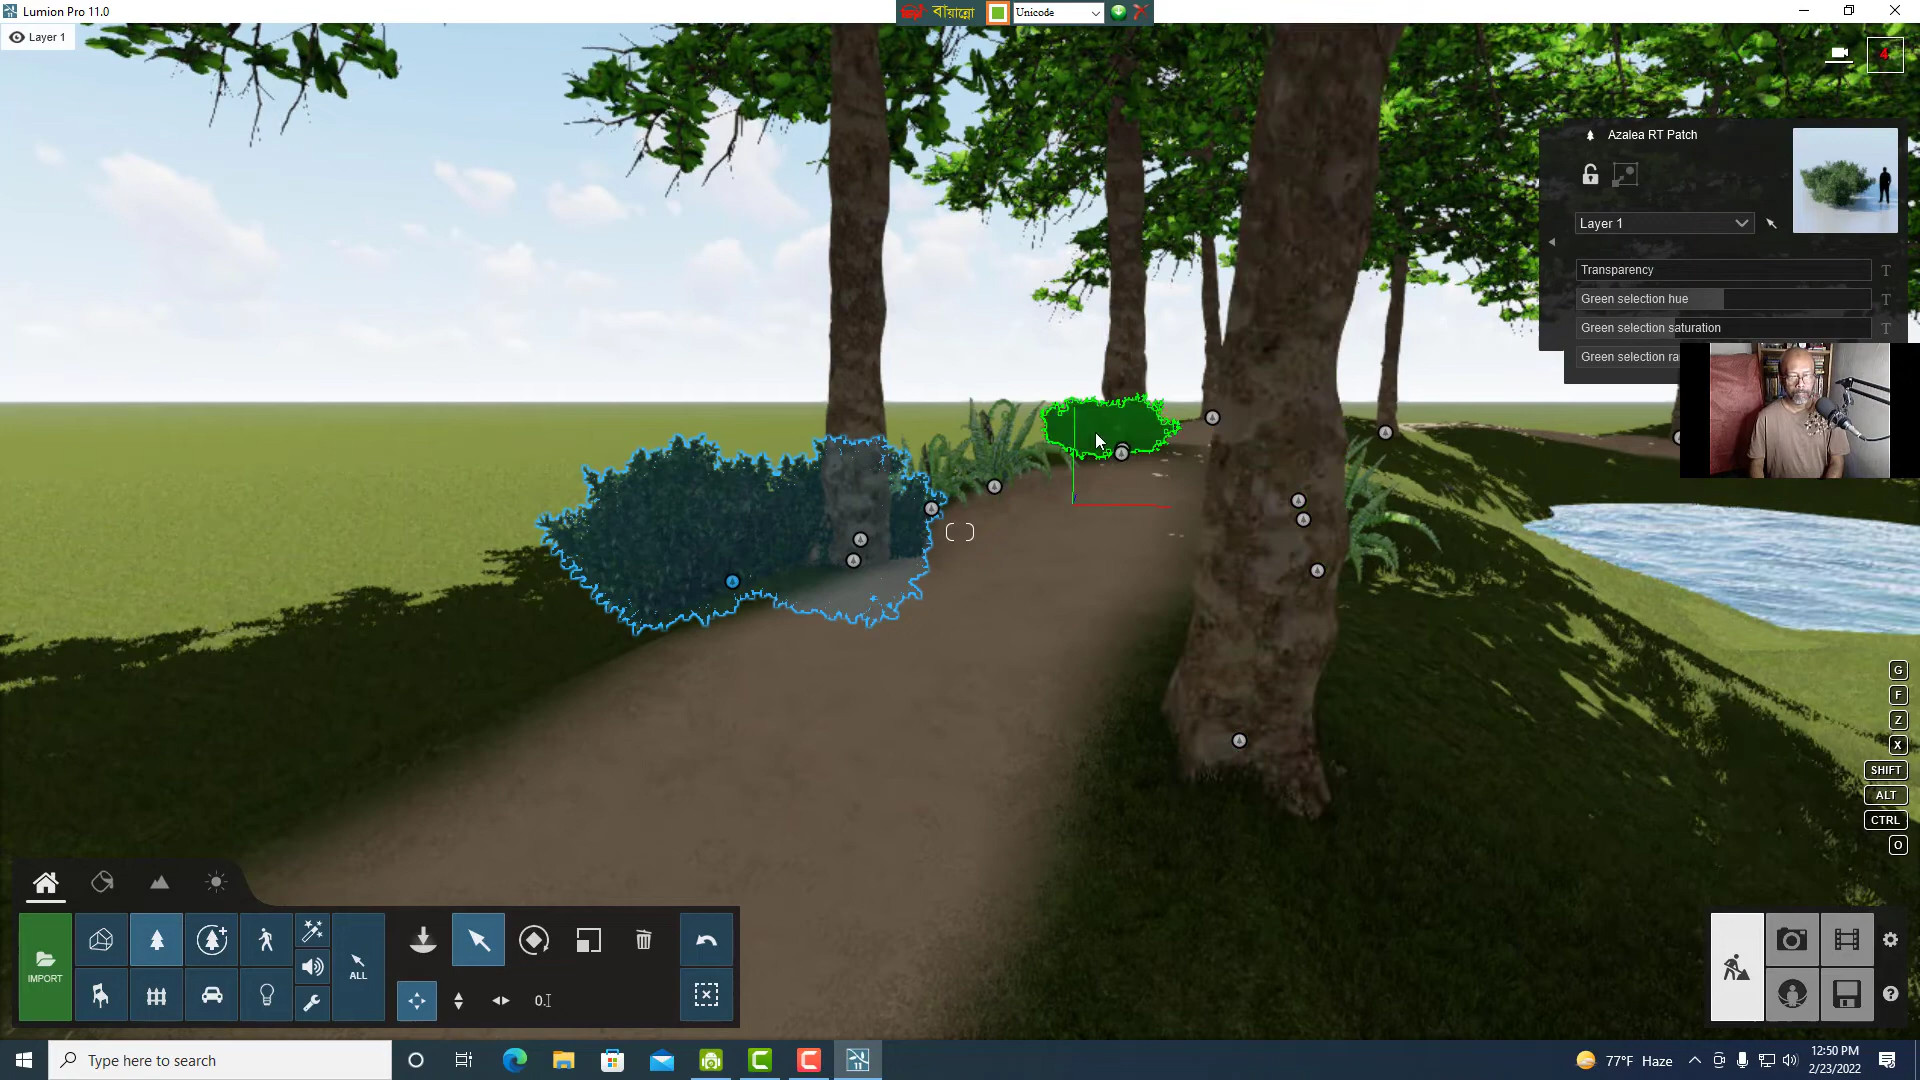 Lumion Pro 11.0
বায়ান্নো
Unicode
Layer 1
4
Azalea RT Patch
Layer 1
Transparency
T
Green selection hue
T
Green selection saturation
T
Green selection ra
G
F
Z
X
SHIFT
ALT
CTRL
O
IMPORT
ALL
0.
?
Type here to search
77°F Haze
12:50 PM
2/23/2022